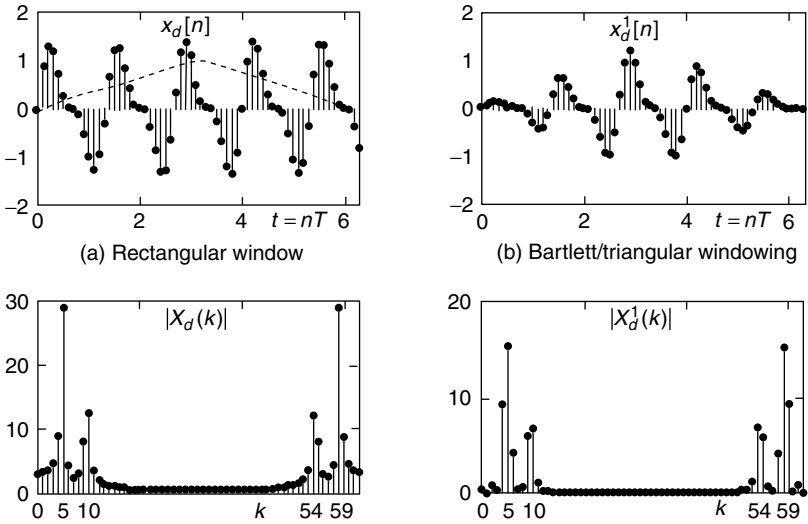 x_d[n]
2
1
0
−1
−2
0 2 4 t = nT 6
(a) Rectangular window
x_d^1[n]
2
1
0
−1
−2
0 2 4 t = nT 6
(b) Bartlett/triangular windowing
|X_d(k)|
30
20
10
0
0 5 10 k 54 59
|X_d^1(k)|
20
10
0
0 5 10 k 54 59